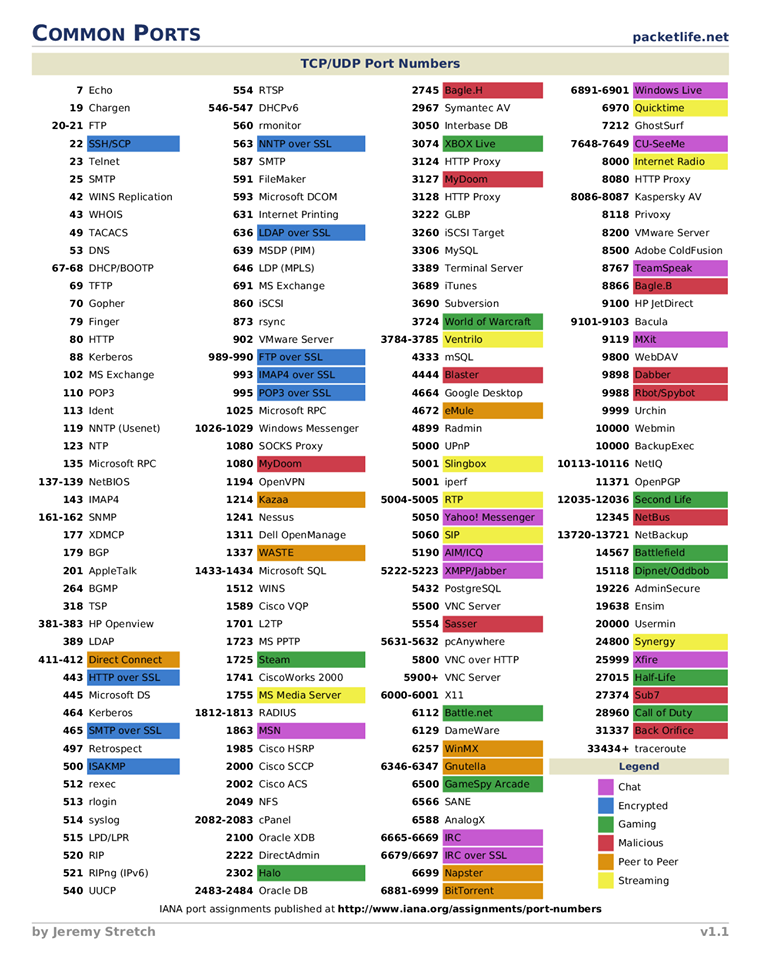 COMMON PORTS
packetlife.net
TCP/UDP Port Numbers
7 Echo
19 Chargen
20-21 FTP
22 SSH/SCP
23 Telnet
25 SMTP
42 WINS Replication
43 WHOIS
49 TACACS
53 DNS
67-68 DHCP/BOOTP
69 TFTP
70 Gopher
79 Finger
80 HTTP
88 Kerberos
102 MS Exchange
110 POP3
113 Ident
119 NNTP (Usenet)
123 NTP
135 Microsoft RPC
137-139 NetBIOS
143 IMAP4
161-162 SNMP
177 XDMCP
179 BGP
201 AppleTalk
264 BGMP
318 TSP
381-383 HP Openview
389 LDAP
411-412 Direct Connect
443 HTTP over SSL
445 Microsoft DS
464 Kerberos
465 SMTP over SSL
497 Retrospect
500 ISAKMP
512 rexec
513 rlogin
514 syslog
515 LPD/LPR
520 RIP
521 RIPng (IPv6)
540 UUCP
554 RTSP
546-547 DHCPv6
560 rmonitor
563 NNTP over SSL
587 SMTP
591 FileMaker
593 Microsoft DCOM
631 Internet Printing
636 LDAP over SSL
639 MSDP (PIM)
646 LDP (MPLS)
691 MS Exchange
860 iSCSI
873 rsync
902 VMware Server
989-990 FTP over SSL
993 IMAP4 over SSL
995 POP3 over SSL
1025 Microsoft RPC
1026-1029 Windows Messenger
1080 SOCKS Proxy
1080 MyDoom
1194 OpenVPN
1214 Kazaa
1241 Nessus
1311 Dell OpenManage
1337 WASTE
1433-1434 Microsoft SQL
1512 WINS
1589 Cisco VQP
1701 L2TP
1723 MS PPTP
1725 Steam
1741 CiscoWorks 2000
1755 MS Media Server
1812-1813 RADIUS
1863 MSN
1985 Cisco HSRP
2000 Cisco SCCP
2002 Cisco ACS
2049 NFS
2082-2083 cPanel
2100 Oracle XDB
2222 DirectAdmin
2302 Halo
2483-2484 Oracle DB
2745 Bagle.H
2967 Symantec AV
3050 Interbase DB
3074 XBOX Live
3124 HTTP Proxy
3127 MyDoom
3128 HTTP Proxy
3222 GLBP
3260 iSCSI Target
3306 MySQL
3389 Terminal Server
3689 iTunes
3690 Subversion
3724 World of Warcraft
3784-3785 Ventrilo
4333 mSQL
4444 Blaster
4664 Google Desktop
4672 eMule
4899 Radmin
5000 UPnP
5001 Slingbox
5001 iperf
5004-5005 RTP
5050 Yahoo! Messenger
5060 SIP
5190 AIM/ICQ
5222-5223 XMPP/Jabber
5432 PostgreSQL
5500 VNC Server
5554 Sasser
5631-5632 pcAnywhere
5800 VNC over HTTP
5900+ VNC Server
6000-6001 X11
6112 Battle.net
6129 DameWare
6257 WinMX
6346-6347 Gnutella
6500 GameSpy Arcade
6566 SANE
6588 AnalogX
6665-6669 IRC
6679/6697 IRC over SSL
6699 Napster
6881-6999 BitTorrent
6891-6901 Windows Live
6970 Quicktime
7212 GhostSurf
7648-7649 CU-SeeMe
8000 Internet Radio
8080 HTTP Proxy
8086-8087 Kaspersky AV
8118 Privoxy
8200 VMware Server
8500 Adobe ColdFusion
8767 TeamSpeak
8866 Bagle.B
9100 HP JetDirect
9101-9103 Bacula
9119 MXit
9800 WebDAV
9898 Dabber
9988 Rbot/Spybot
9999 Urchin
10000 Webmin
10000 BackupExec
10113-10116 NetIQ
11371 OpenPGP
12035-12036 Second Life
12345 NetBus
13720-13721 NetBackup
14567 Battlefield
15118 Dipnet/Oddbob
19226 AdminSecure
19638 Ensim
20000 Usermin
24800 Synergy
25999 Xfire
27015 Half-Life
27374 Sub7
28960 Call of Duty
31337 Back Orifice
33434+ traceroute
Legend
Chat
Encrypted
Gaming
Malicious
Peer to Peer
Streaming
IANA port assignments published at http://www.iana.org/assignments/port-numbers
by Jeremy Stretch
v1.1